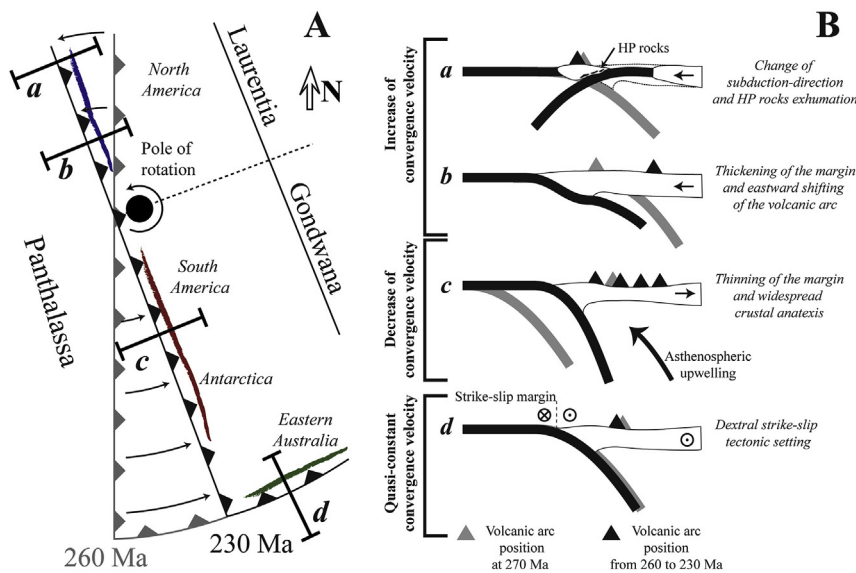 A
N
Laurentia
Gondwana
Panthalassa
North
America
a
b
Pole of
rotation
South
America
c
Antarctica
Eastern
Australia
d
260 Ma
230 Ma
B
Increase of
convergence velocity
a
HP rocks
Change of
subduction-direction
and HP rocks exhumation
b
Thickening of the margin
and eastward shifting
of the volcanic arc
Decrease of
convergence velocity
c
Thinning of the margin
and widespread
crustal anatexis
Asthenospheric
upwelling
Quasi-constant
convergence velocity
Strike-slip margin
d
Dextral strike-slip
tectonic setting
Volcanic arc
position
at 270 Ma
Volcanic arc
position
from 260 to 230 Ma